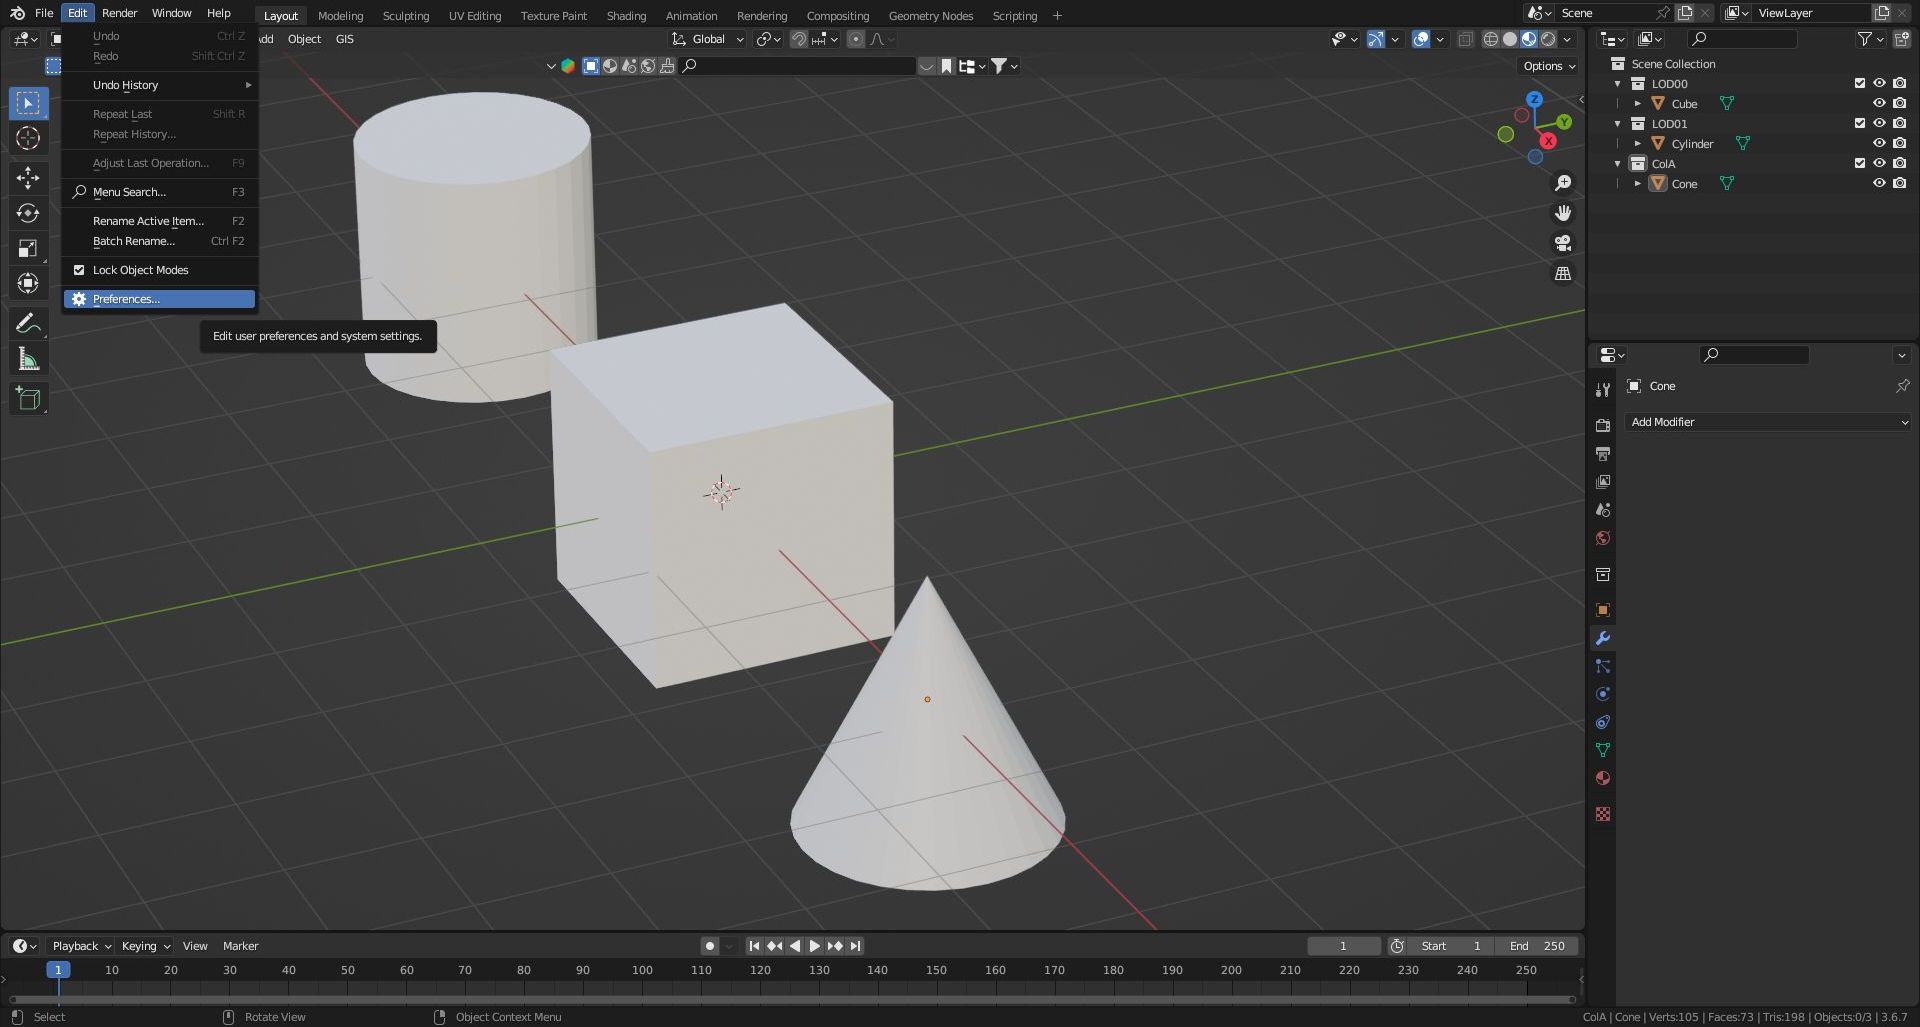 File Edit Render Window Help Layout Modeling Sculpting UV Editing Texture Paint Shading Animation Rendering Compositing Geometry Nodes Scripting + Scene ViewLayer
Undo Ctrl Z
Redo Shift Ctrl Z
Undo History
Repeat Last Shift R
Repeat History...
Adjust Last Operation... F9
Menu Search... F3
Rename Active Item... F2
Batch Rename... Ctrl F2
Lock Object Modes
Preferences...
Edit user preferences and system settings.
dd Object GIS Global
Options
Z
Y
X
Scene Collection
LOD00
Cube
LOD01
Cylinder
ColA
Cone
Cone
Add Modifier
Playback Keying View Marker 1 Start 1 End 250
1 10 20 30 40 50 60 70 80 90 100 110 120 130 140 150 160 170 180 190 200 210 220 230 240 250
Select Rotate View Object Context Menu ColA | Cone | Verts:105 | Faces:73 | Tris:198 | Objects:0/3 | 3.6.7